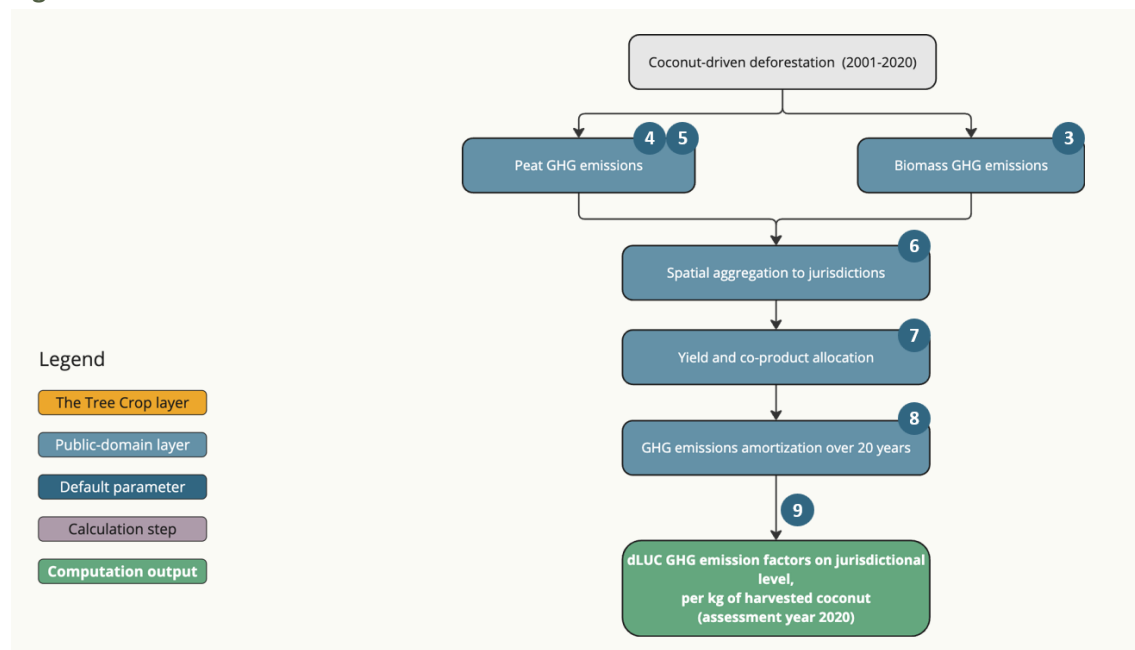 Coconut-driven deforestation (2001-2020)
4 5
Peat GHG emissions
3
Biomass GHG emissions
6
Spatial aggregation to jurisdictions
7
Yield and co-product allocation
8
GHG emissions amortization over 20 years
9
dLUC GHG emission factors on jurisdictional
level,
per kg of harvested coconut
(assessment year 2020)
Legend
The Tree Crop layer
Public-domain layer
Default parameter
Calculation step
Computation output